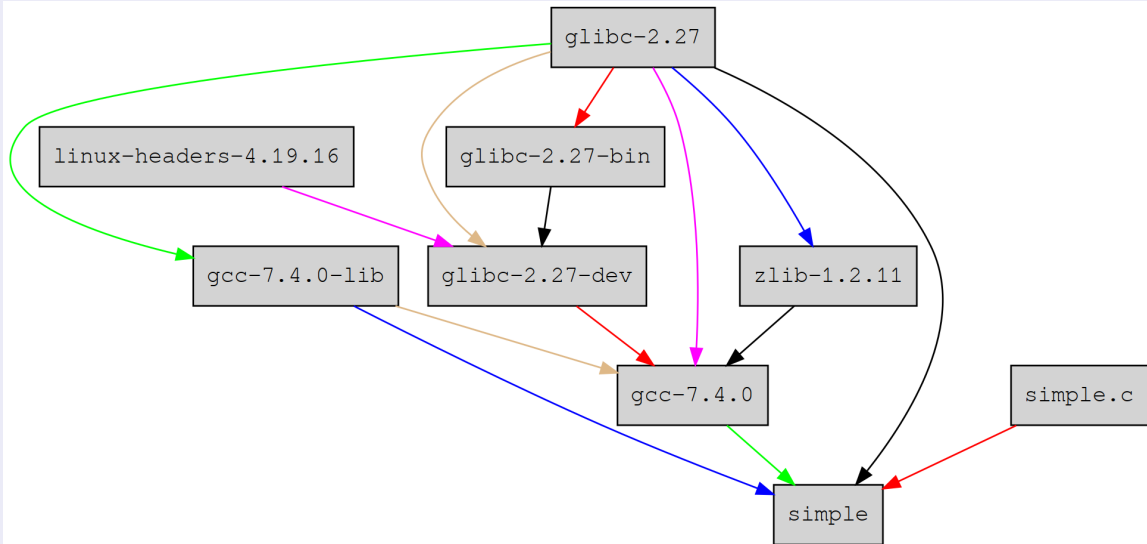 glibc-2.27
linux-headers-4.19.16
glibc-2.27-bin
gcc-7.4.0-lib
glibc-2.27-dev
zlib-1.2.11
gcc-7.4.0
simple.c
simple